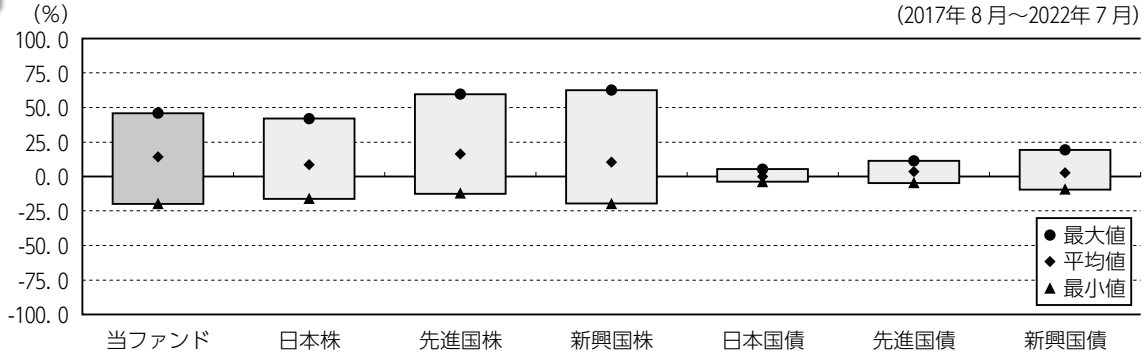 (%)
(2017年8月～2022年7月)
100.0
75.0
50.0
25.0
0.0
-25.0
-50.0
-75.0
-100.0
● 最大値
◆ 平均値
▲ 最小値
当ファンド 日本株 先進国株 新興国株 日本国債 先進国債 新興国債